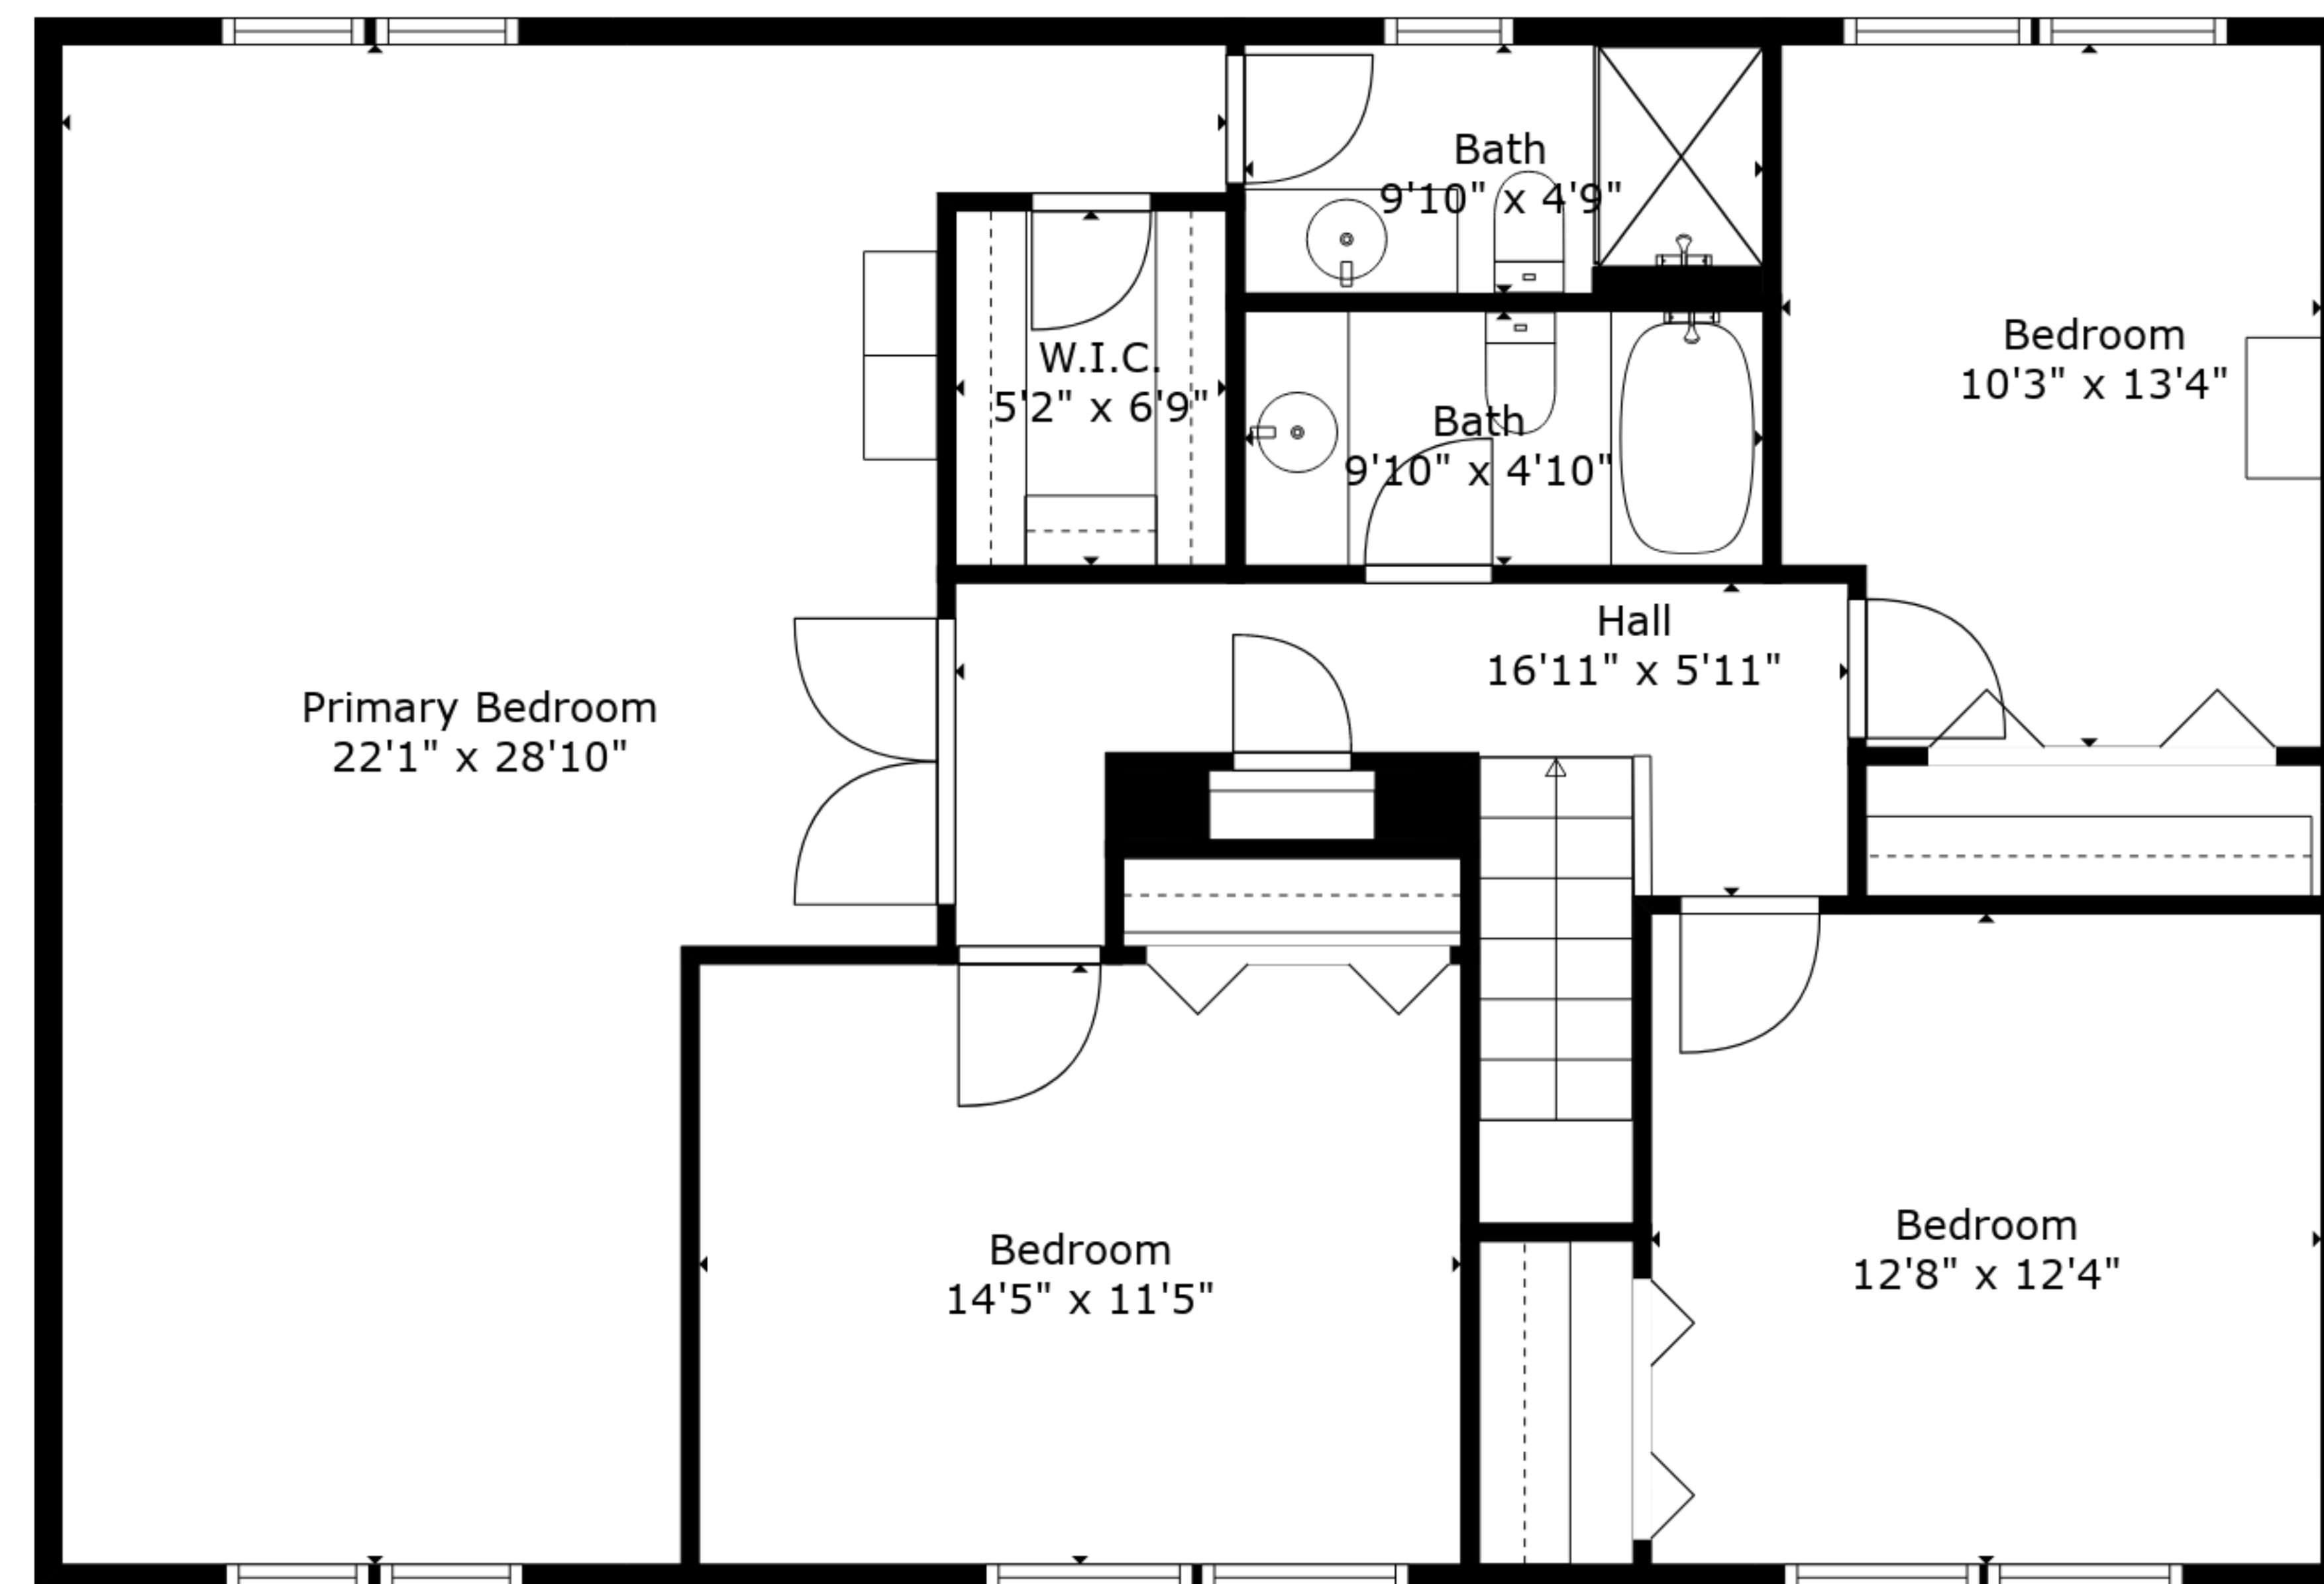 Bath
9'10" x 4'9"
Bedroom
10'3" x 13'4"
W.I.C.
5'2" x 6'9"
Bath
9'10" x 4'10"
Hall
16'11" x 5'11"
Primary Bedroom
22'1" x 28'10"
Bedroom
14'5" x 11'5"
Bedroom
12'8" x 12'4"